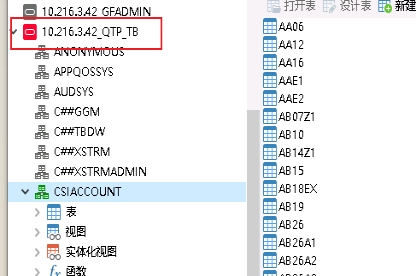 10.216.3.42_GFADMIN
10.216.3.42_QTP_TB
ANONYMOUS
APPQOSSYS
AUDSYS
C##GGM
C##TBDW
C##XSTRM
C##XSTRMADMIN
CSIACCOUNT
表
视图
实体化视图
fx 函数
打开表 设计表 新建
AA06
AA12
AA16
AAE1
AAE2
AB07Z1
AB10
AB14Z1
AB15
AB18EX
AB19
AB26
AB26A1
AB26A2